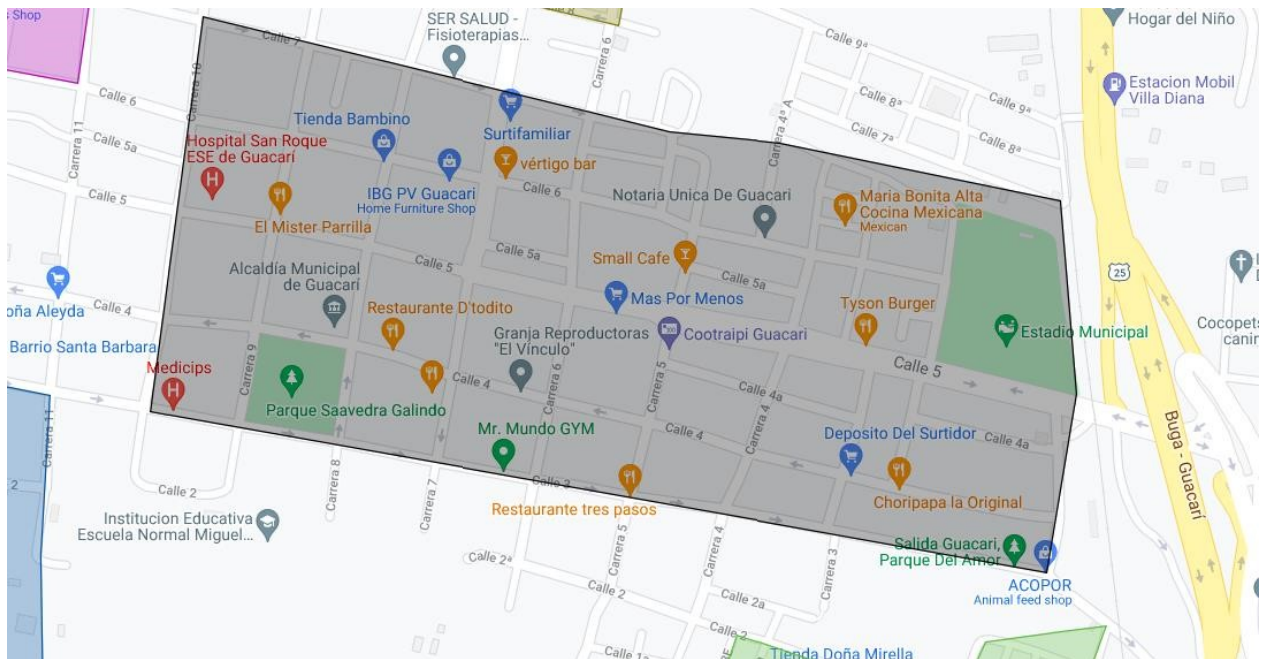 s Shop
SER SALUD -
Fisioterapias...
Hogar del Niño
Calle 7
Carrera 6
Calle 9ª
Carrera 10
Estacion Mobil
Villa Diana
Calle 6
Calle 8ª
Calle 9ª
Tienda Bambino
Surtifamiliar
Carrera 4ª A
Calle 7ª
Carrera 11
Calle 5a
Hospital San Roque
ESE de Guacarí
Calle 8ª
vértigo bar
IBG PV Guacari
Home Furniture Shop
Calle 6
Notaria Unica De Guacari
Maria Bonita Alta
Cocina Mexicana
Mexican
Calle 5
El Mister Parrilla
Calle 5a
Small Cafe
Calle 5
Alcaldía Municipal
de Guacarí
Calle 5a
25
Calle 4
oña Aleyda
Restaurante D'todito
Mas Por Menos
Tyson Burger
Granja Reproductoras
"El Vínculo"
Cootraipi Guacari
Estadio Municipal
Cocopets
canin
Barrio Santa Barbara
Medicips
Carrera 9
Calle 4
Carrera 6
Carrera 5
Calle 5
Calle 4a
Parque Saavedra Galindo
Carrera 11
Mr. Mundo GYM
Calle 4
Carrera 4
Deposito Del Surtidor
Calle 4a
Buga - Guacarí
2
Calle 2
Carrera 8
Carrera 7
Calle 3
Restaurante tres pasos
Choripapa la Original
Institucion Educativa
Escuela Normal Miguel...
Carrera 5
Carrera 4
Carrera 3
Salida Guacari,
Parque Del Amor
Calle 2ª
Calle 2
ACOPOR
Animal feed shop
Calle 2a
Calle 2
Tienda Doña Mirella